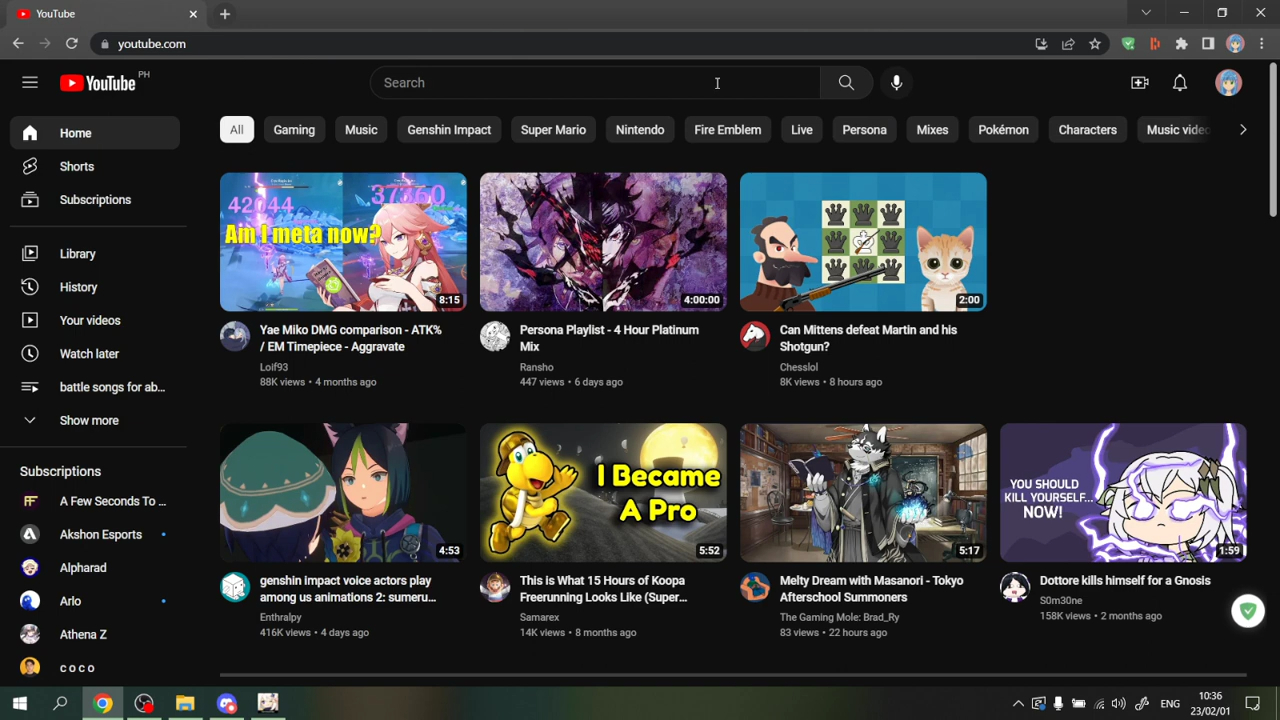 YouTube
youtube.com
YouTube PH
Search
Home
Shorts
Subscriptions
Library
History
Your videos
Watch later
battle songs for ab...
Show more
Subscriptions
A Few Seconds To ...
Akshon Esports
Alpharad
Arlo
Athena Z
c o c o
All
Gaming
Music
Genshin Impact
Super Mario
Nintendo
Fire Emblem
Live
Persona
Mixes
Pokémon
Characters
Music video
42044
37360
Am I meta now?
8:15
Yae Miko DMG comparison - ATK%
/ EM Timepiece - Aggravate
Loif93
88K views • 4 months ago
4:00:00
Persona Playlist - 4 Hour Platinum
Mix
Ransho
447 views • 6 days ago
2:00
Can Mittens defeat Martin and his
Shotgun?
Chesslol
8K views • 8 hours ago
4:53
genshin impact voice actors play
among us animations 2: sumeru...
Enthralpy
416K views • 4 days ago
I Became
A Pro
5:52
This is What 15 Hours of Koopa
Freerunning Looks Like (Super...
Samarex
14K views • 8 months ago
5:17
Melty Dream with Masanori - Tokyo
Afterschool Summoners
The Gaming Mole: Brad_Ry
83 views • 22 hours ago
YOU SHOULD
KILL YOURSELF...
NOW!
1:59
Dottore kills himself for a Gnosis
S0m30ne
158K views • 2 months ago
ENG
10:36
23/02/01